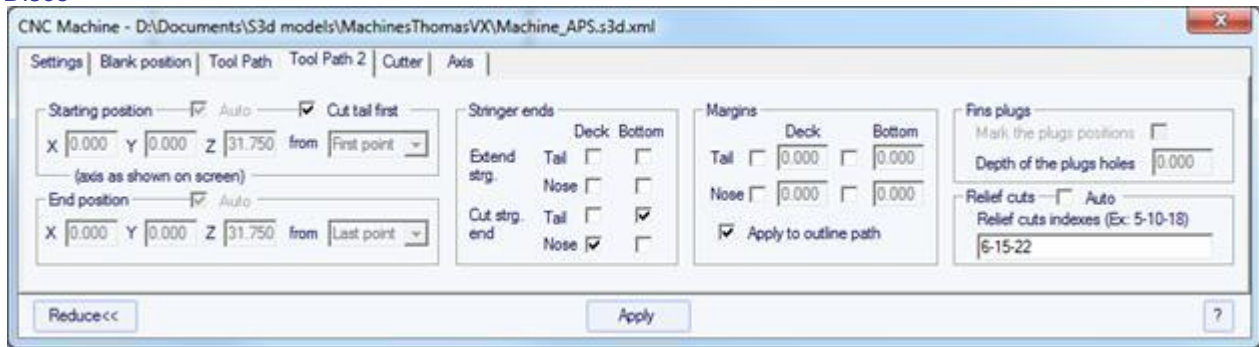 CNC Machine - D:\Documents\S3d models\MachinesThomasVX\Machine_APS.s3d.xml
Settings
Blank position
Tool Path
Tool Path 2
Cutter
Axis
Starting position
Auto
Cut tail first
X 0.000 Y 0.000 Z 31.750 from First point
(axis as shown on screen)
End position
Auto
X 0.000 Y 0.000 Z 31.750 from Last point
Stringer ends
Deck Bottom
Extend strg.
Tail
Nose
Cut strg. end
Tail
Nose
Margins
Deck Bottom
Tail 0.000 0.000
Nose 0.000 0.000
Apply to outline path
Fins plugs
Mark the plugs positions
Depth of the plugs holes 0.000
Relief cuts
Auto
Relief cuts indexes (Ex: 5-10-18)
6-15-22
Reduce<<
Apply
?